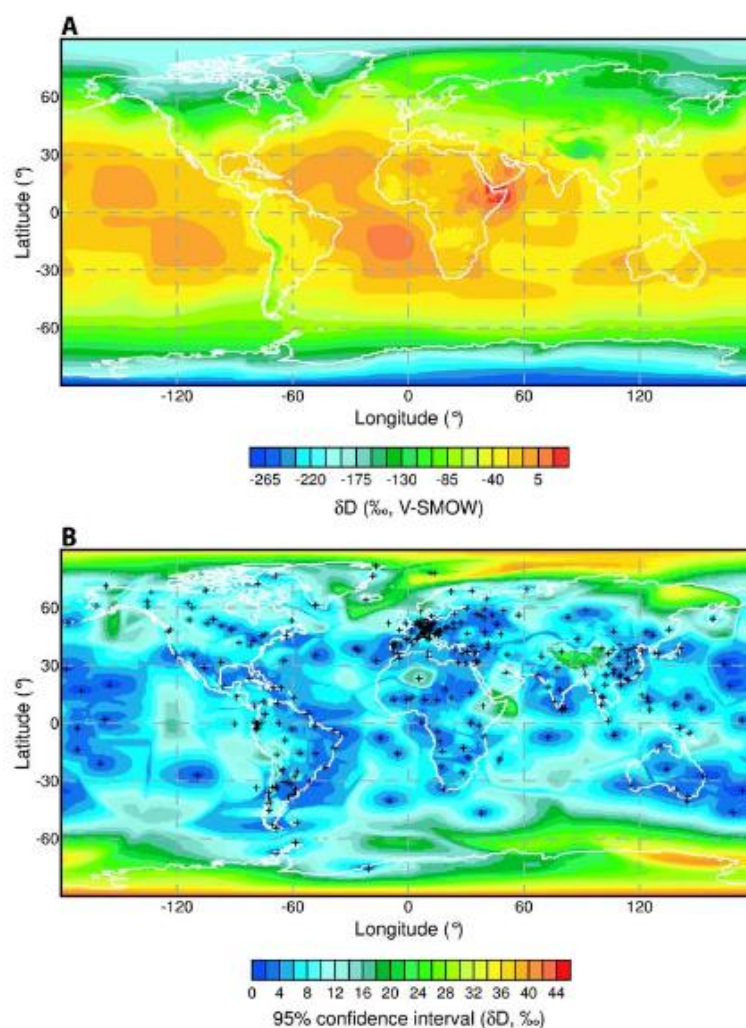 A
60
30
0
-30
-60
Latitude (°)
-120 -60 0 60 120
Longitude (°)
-265 -220 -175 -130 -85 -40 5
δD (‰, V-SMOW)
B
60
30
0
-30
-60
Latitude (°)
-120 -60 0 60 120
Longitude (°)
0 4 8 12 16 20 24 28 32 36 40 44
95% confidence interval (δD, ‰)